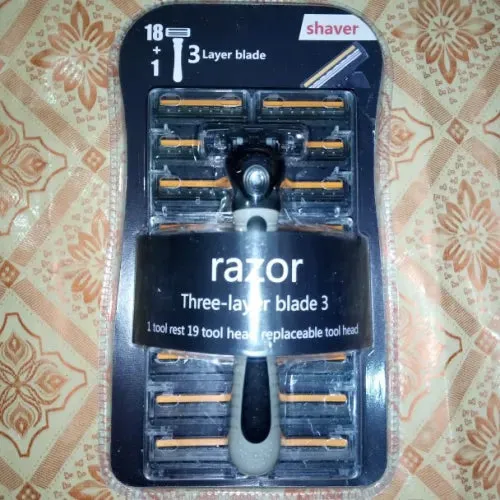 18
+
1
3 Layer blade
shaver
razor
Three-layer blade 3
1 tool rest 19 tool head replaceable tool head